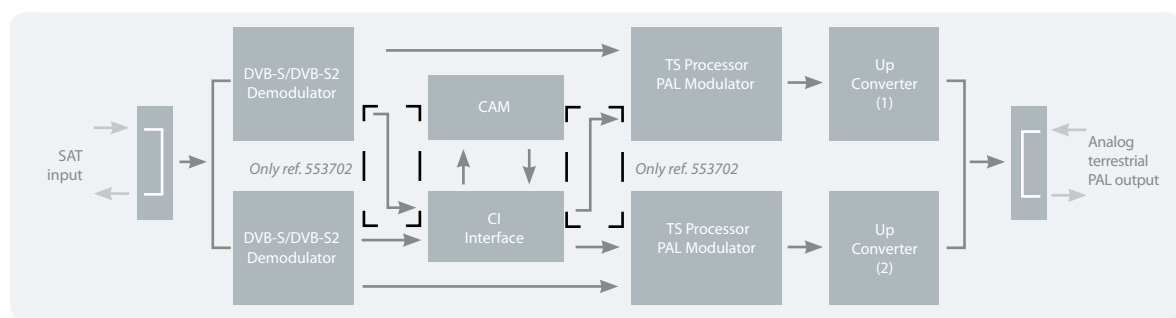 SAT
input
DVB-S/DVB-S2
Demodulator
Only ref. 553702
DVB-S/DVB-S2
Demodulator
CAM
CI
Interface
Only ref. 553702
TS Processor
PAL Modulator
TS Processor
PAL Modulator
Up
Converter
(1)
Up
Converter
(2)
Analog
terrestrial
PAL output